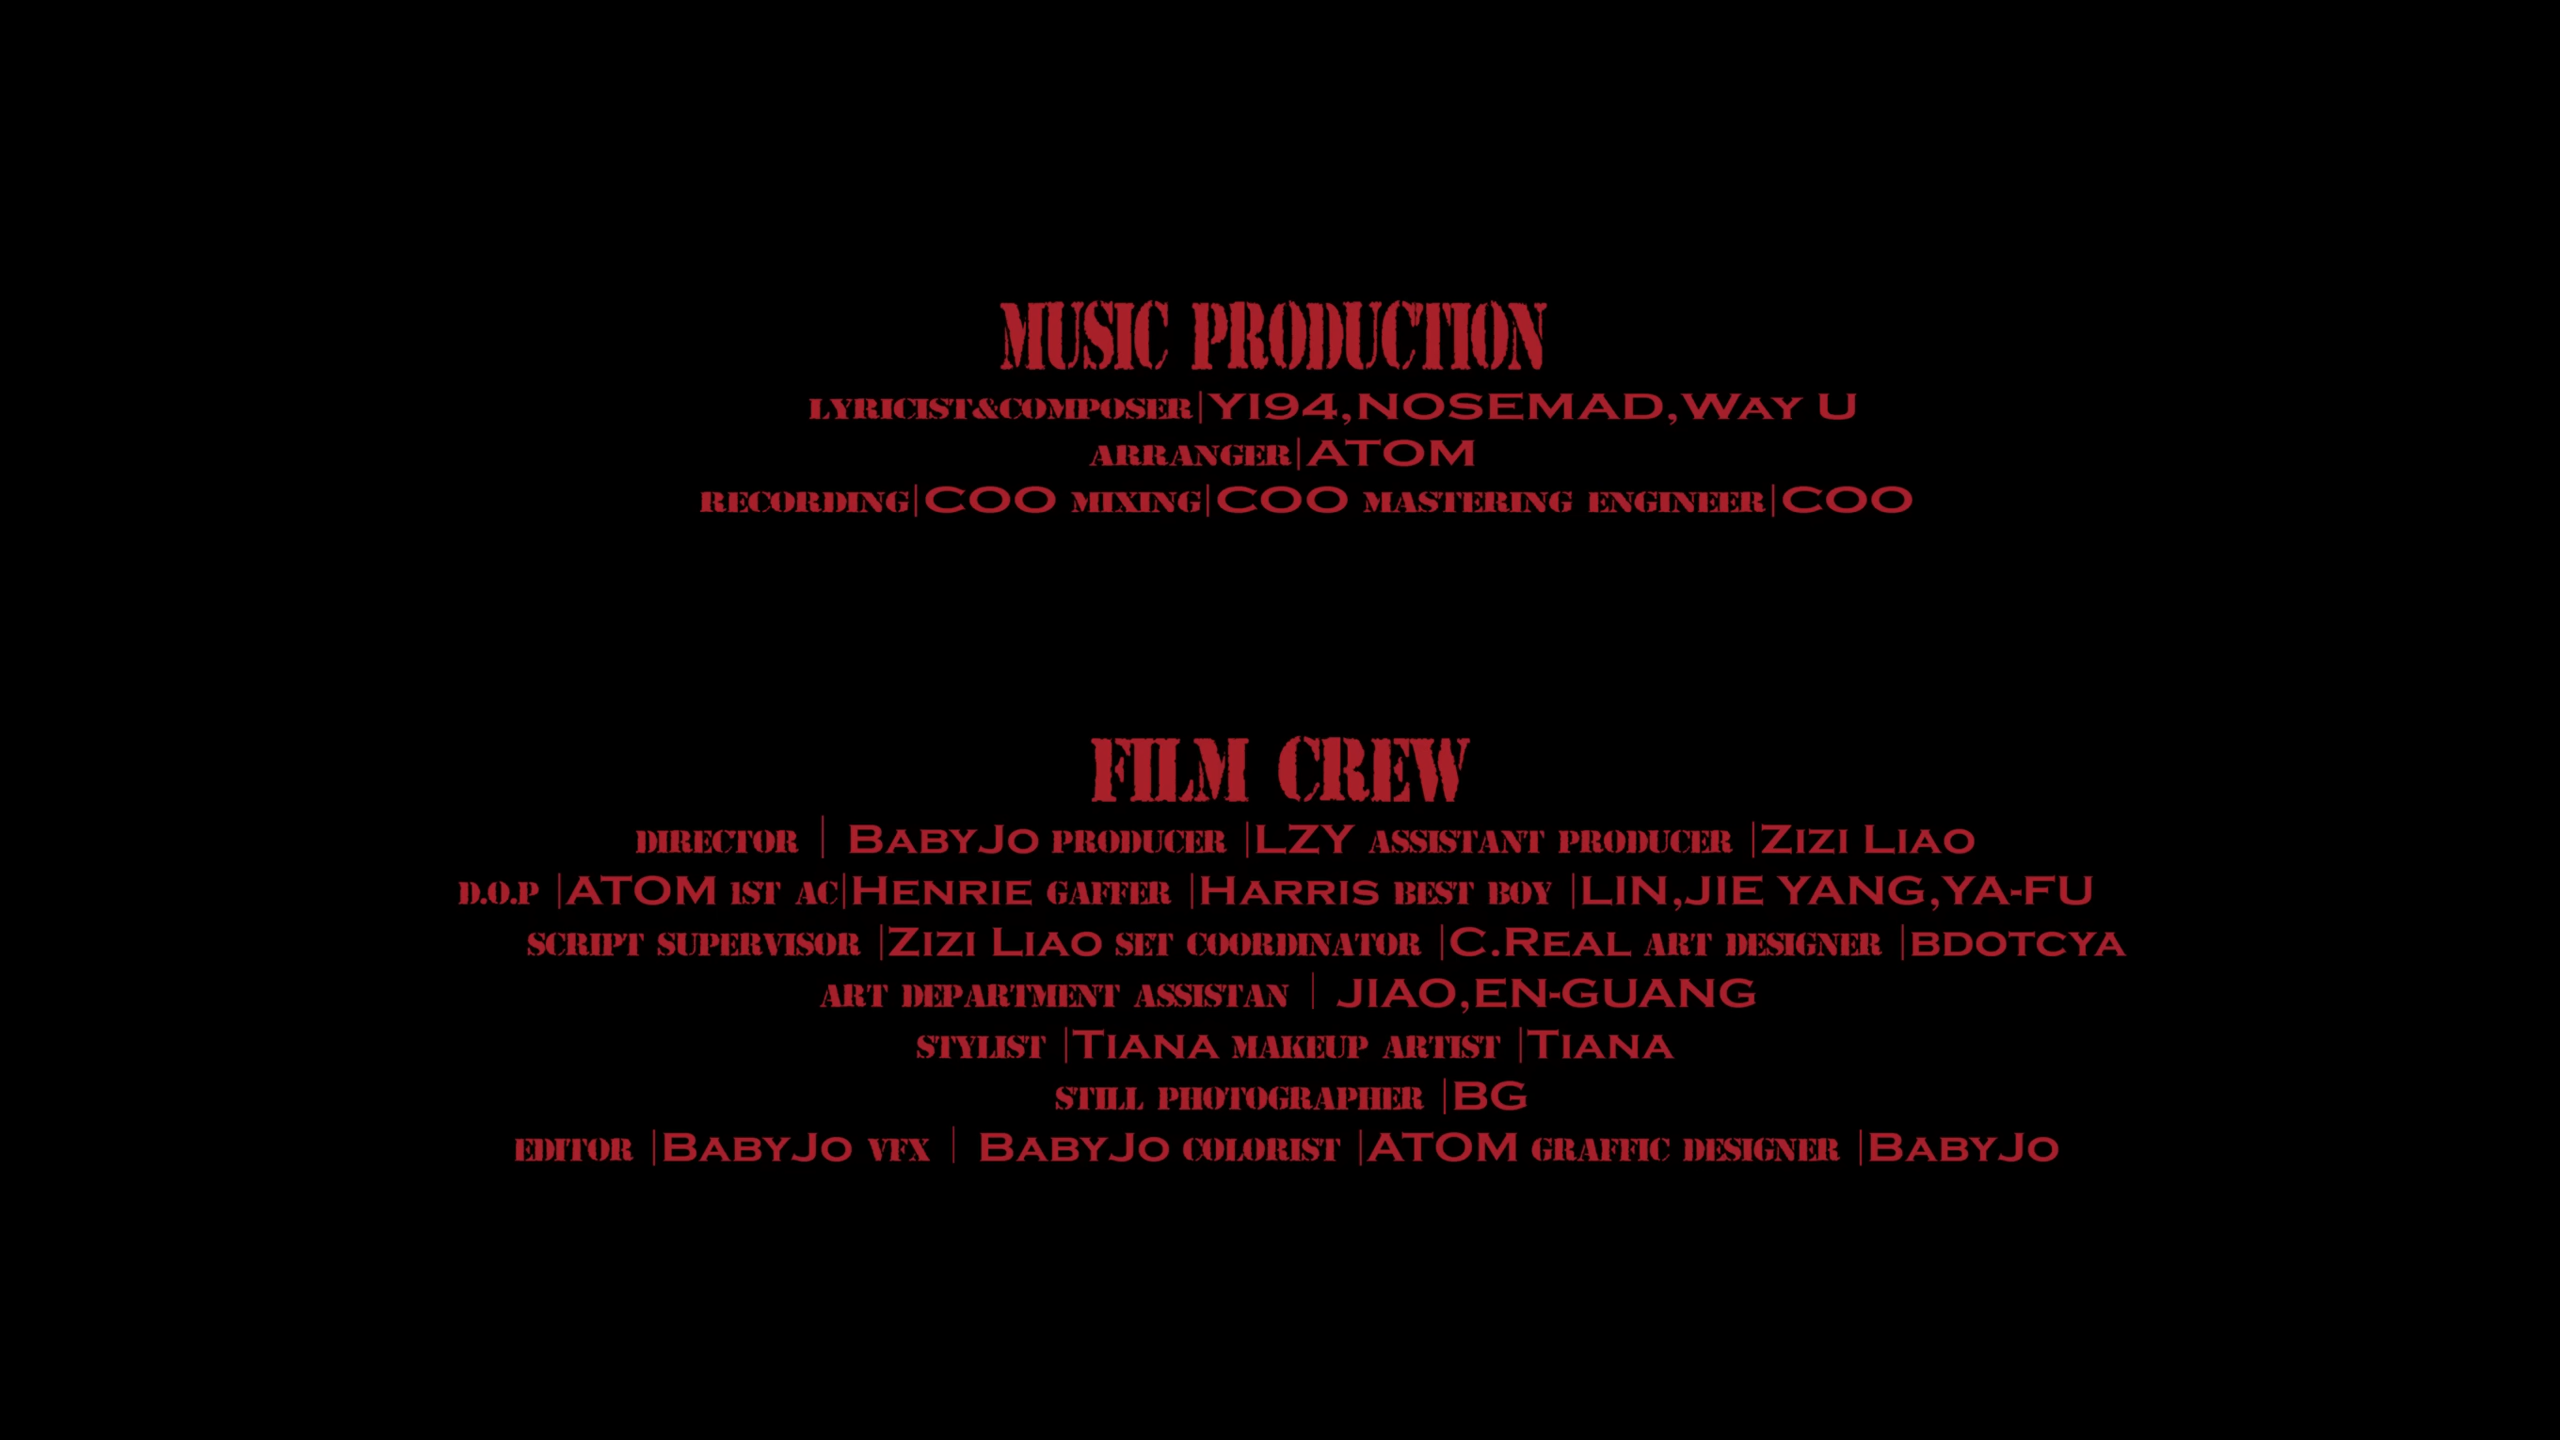 MUSIC PRODUCTION
LYRICIST&COMPOSER|YI94,NOSEMAD,WAY U
ARRANGER|ATOM
RECORDING|COO MIXING|COO MASTERING ENGINEER|COO
FILM CREW
DIRECTOR | BABYJO PRODUCER |LZY ASSISTANT PRODUCER |ZIZI LIAO
D.O.P |ATOM 1ST AC|HENRIE GAFFER |HARRIS BEST BOY |LIN,JIE YANG,YA-FU
SCRIPT SUPERVISOR |ZIZI LIAO SET COORDINATOR |C.REAL ART DESIGNER |BDOTCYA
ART DEPARTMENT ASSISTAN | JIAO,EN-GUANG
STYLIST |TIANA MAKEUP ARTIST |TIANA
STILL PHOTOGRAPHER |BG
EDITOR |BABYJO VFX | BABYJO COLORIST |ATOM GRAFFIC DESIGNER |BABYJO